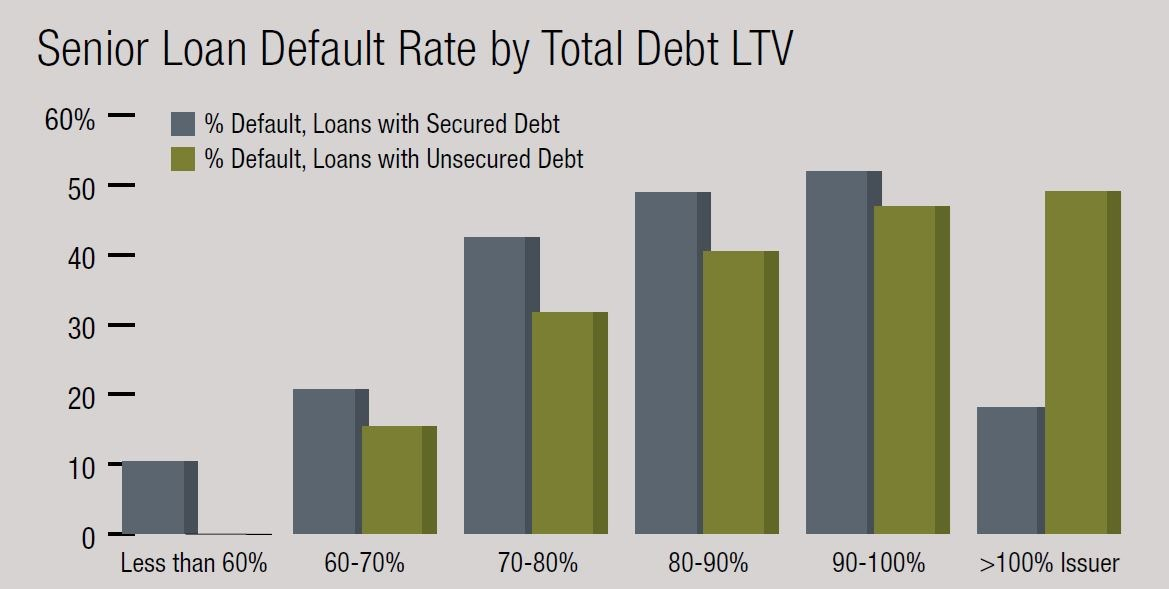 Senior Loan Default Rate by Total Debt LTV
60%
% Default, Loans with Secured Debt
% Default, Loans with Unsecured Debt
50
40
30
20
10
0
Less than 60%
60-70%
70-80%
80-90%
90-100%
>100% Issuer